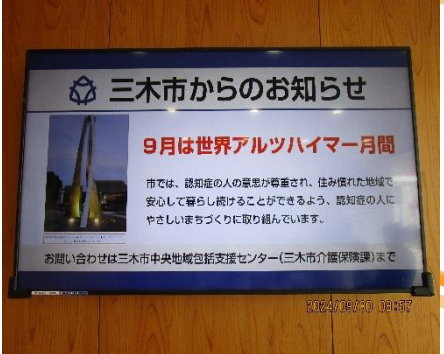 三木市からのお知らせ
9月は世界アルツハイマー月間
市では、認知症の人の意思が尊重され、住み慣れた地域で
安心して暮らし続けることができるよう、認知症の人に
やさしいまちづくりに取り組んでいます。
お問い合わせは三木市中央地域包括支援センター(三木市介護保険課)まで